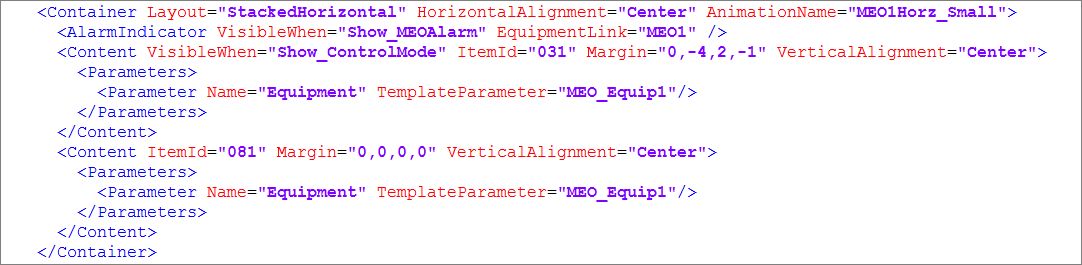 <Container Layout="StackedHorizontal" HorizontalAlignment="Center" AnimationName="MEO1Horz_Small">
<AlarmIndicator VisibleWhen="Show_MEOAlarm" EquipmentLink="MEO1" />
<Content VisibleWhen="Show_ControlMode" ItemId="031" Margin="0,-4,2,-1" VerticalAlignment="Center">
<Parameters>
<Parameter Name="Equipment" TemplateParameter="MEO_Equip1"/>
</Parameters>
</Content>
<Content ItemId="081" Margin="0,0,0,0" VerticalAlignment="Center">
<Parameters>
<Parameter Name="Equipment" TemplateParameter="MEO_Equip1"/>
</Parameters>
</Content>
</Container>